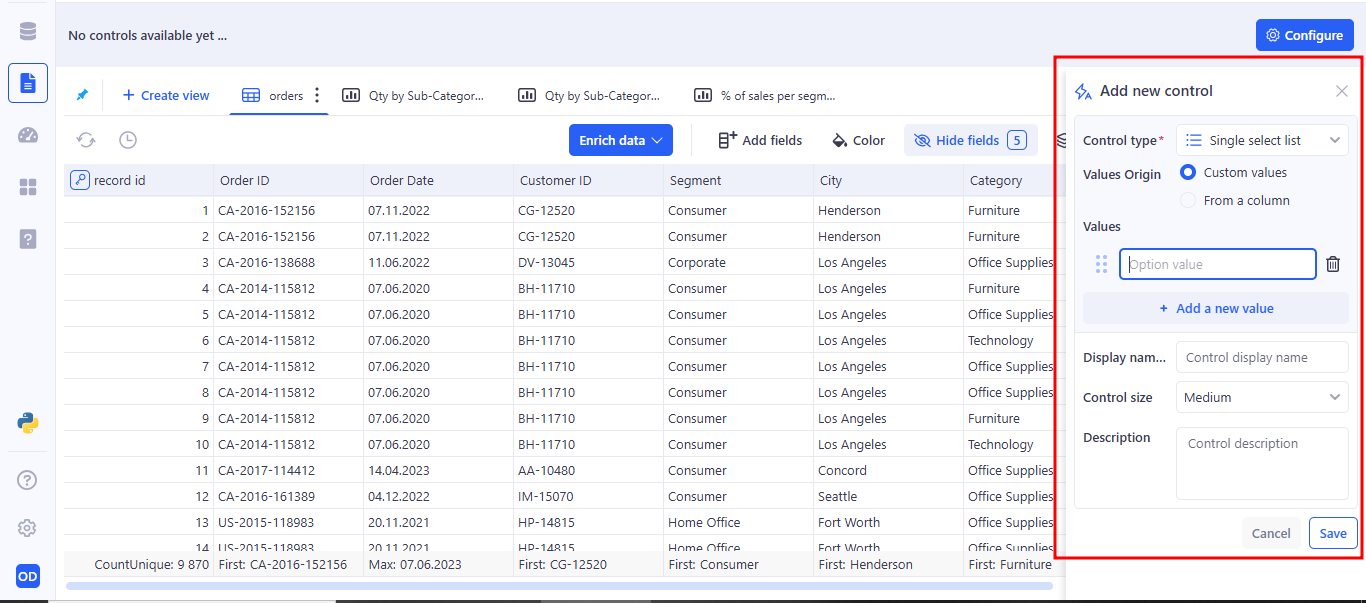 No controls available yet ...
Configure
+ Create view
orders
Qty by Sub-Categor...
Qty by Sub-Categor...
% of sales per segm...
Enrich data
Add fields
Color
Hide fields 5
record id Order ID Order Date Customer ID Segment City Category
1 CA-2016-152156 07.11.2022 CG-12520 Consumer Henderson Furniture
2 CA-2016-152156 07.11.2022 CG-12520 Consumer Henderson Furniture
3 CA-2016-138688 11.06.2022 DV-13045 Corporate Los Angeles Office Supplies
4 CA-2014-115812 07.06.2020 BH-11710 Consumer Los Angeles Furniture
5 CA-2014-115812 07.06.2020 BH-11710 Consumer Los Angeles Office Supplies
6 CA-2014-115812 07.06.2020 BH-11710 Consumer Los Angeles Technology
7 CA-2014-115812 07.06.2020 BH-11710 Consumer Los Angeles Office Supplies
8 CA-2014-115812 07.06.2020 BH-11710 Consumer Los Angeles Office Supplies
9 CA-2014-115812 07.06.2020 BH-11710 Consumer Los Angeles Furniture
10 CA-2014-115812 07.06.2020 BH-11710 Consumer Los Angeles Technology
11 CA-2017-114412 14.04.2023 AA-10480 Consumer Concord Office Supplies
12 CA-2016-161389 04.12.2022 IM-15070 Consumer Seattle Office Supplies
13 US-2015-118983 20.11.2021 HP-14815 Home Office Fort Worth Office Supplies
14 US-2015-118983 20.11.2021 HP-14815 Home Office Fort Worth Office Supplies
CountUnique: 9 870 First: CA-2016-152156 Max: 07.06.2023 First: CG-12520 First: Consumer First: Henderson First: Furniture
OD
Add new control
Control type* Single select list
Values Origin Custom values
From a column
Values
Option value
+ Add a new value
Display nam... Control display name
Control size Medium
Description Control description
Cancel Save